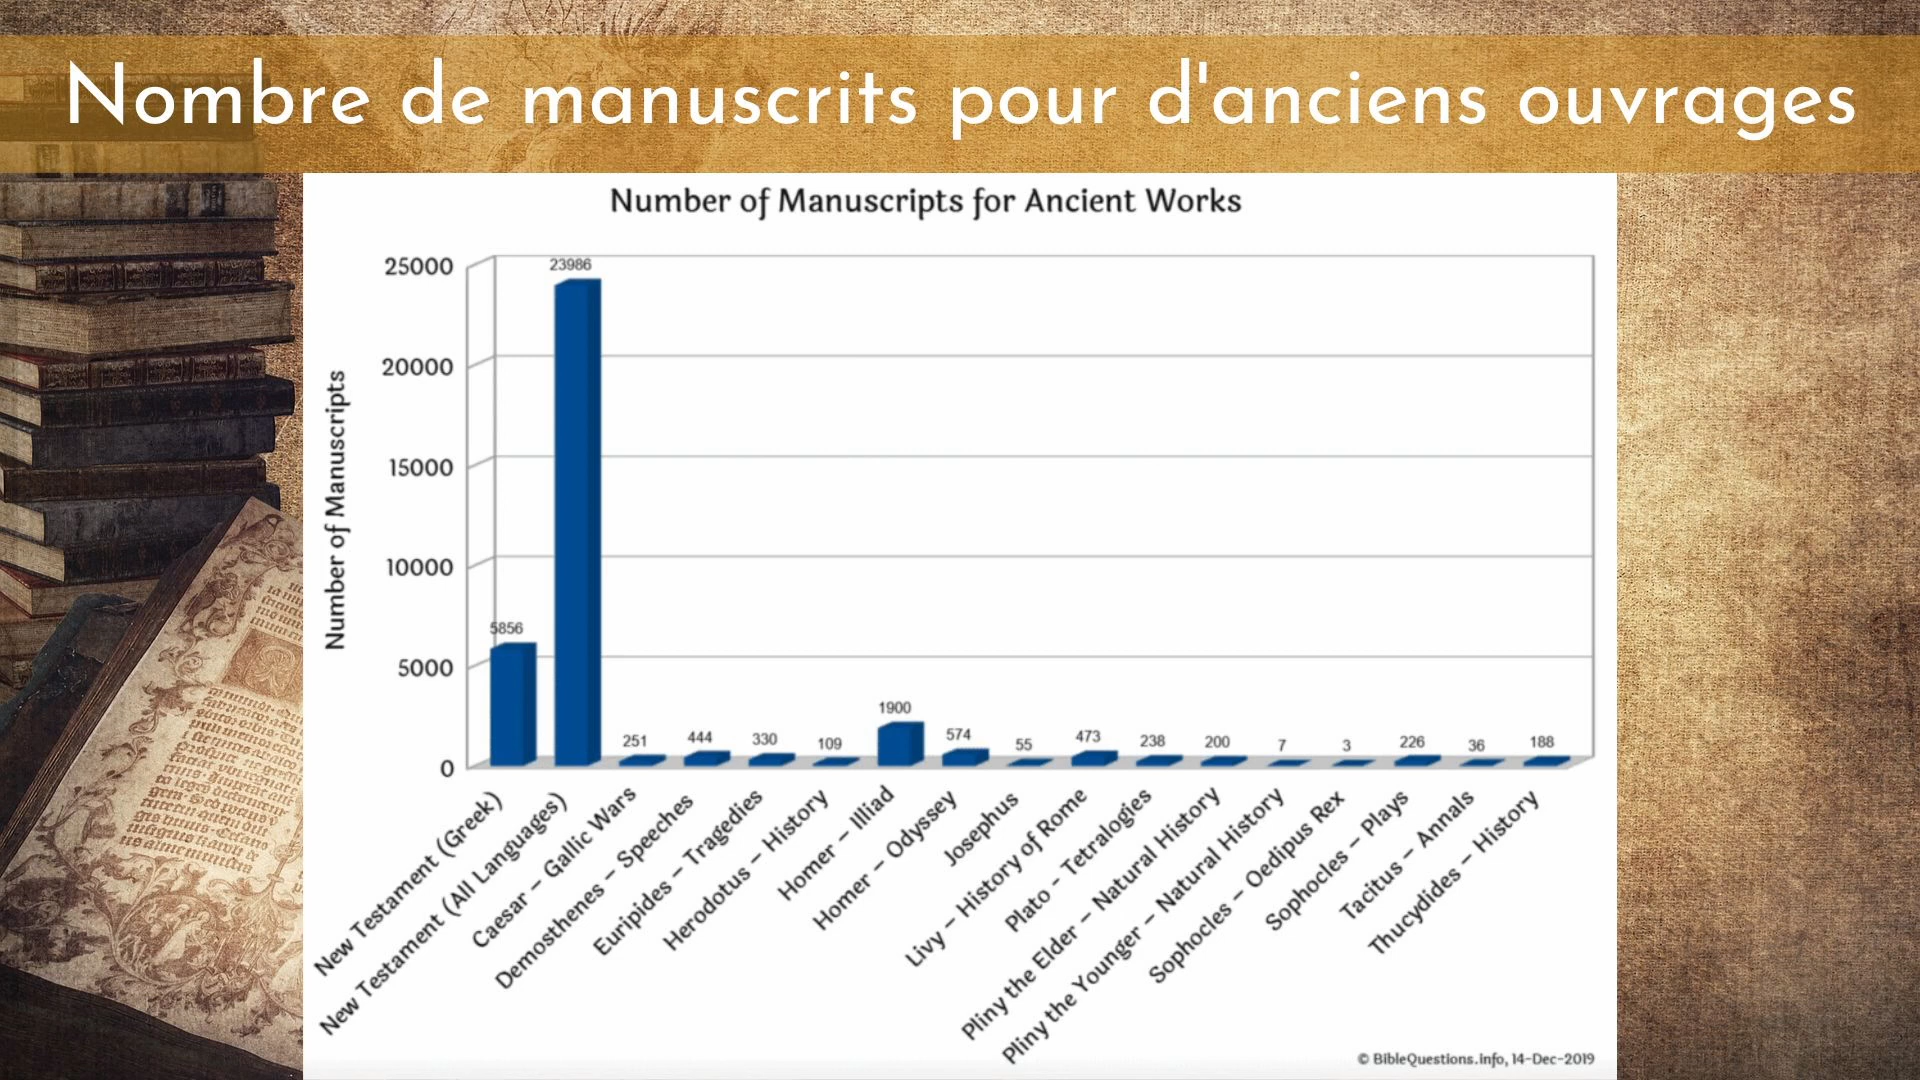 Nombre de manuscrits pour d'anciens ouvrages
Number of Manuscripts for Ancient Works
Number of Manuscripts
25000
20000
15000
10000
5000
0
5856
23986
251
444
330
109
1900
574
55
473
238
200
7
3
226
36
188
New Testament (Greek)
New Testament (All Languages)
Caesar – Gallic Wars
Demosthenes – Speeches
Euripides – Tragedies
Herodotus – History
Homer – Illiad
Homer – Odyssey
Josephus
Livy – History of Rome
Plato - Tetralogies
Pliny the Elder – Natural History
Pliny the Younger – Natural History
Sophocles – Oedipus Rex
Sophocles – Plays
Tacitus – Annals
Thucydides – History
© BibleQuestions.info, 14-Dec-2019